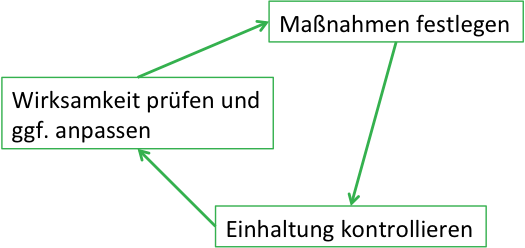 Maßnahmen festlegen
Wirksamkeit prüfen und
ggf. anpassen
Einhaltung kontrollieren